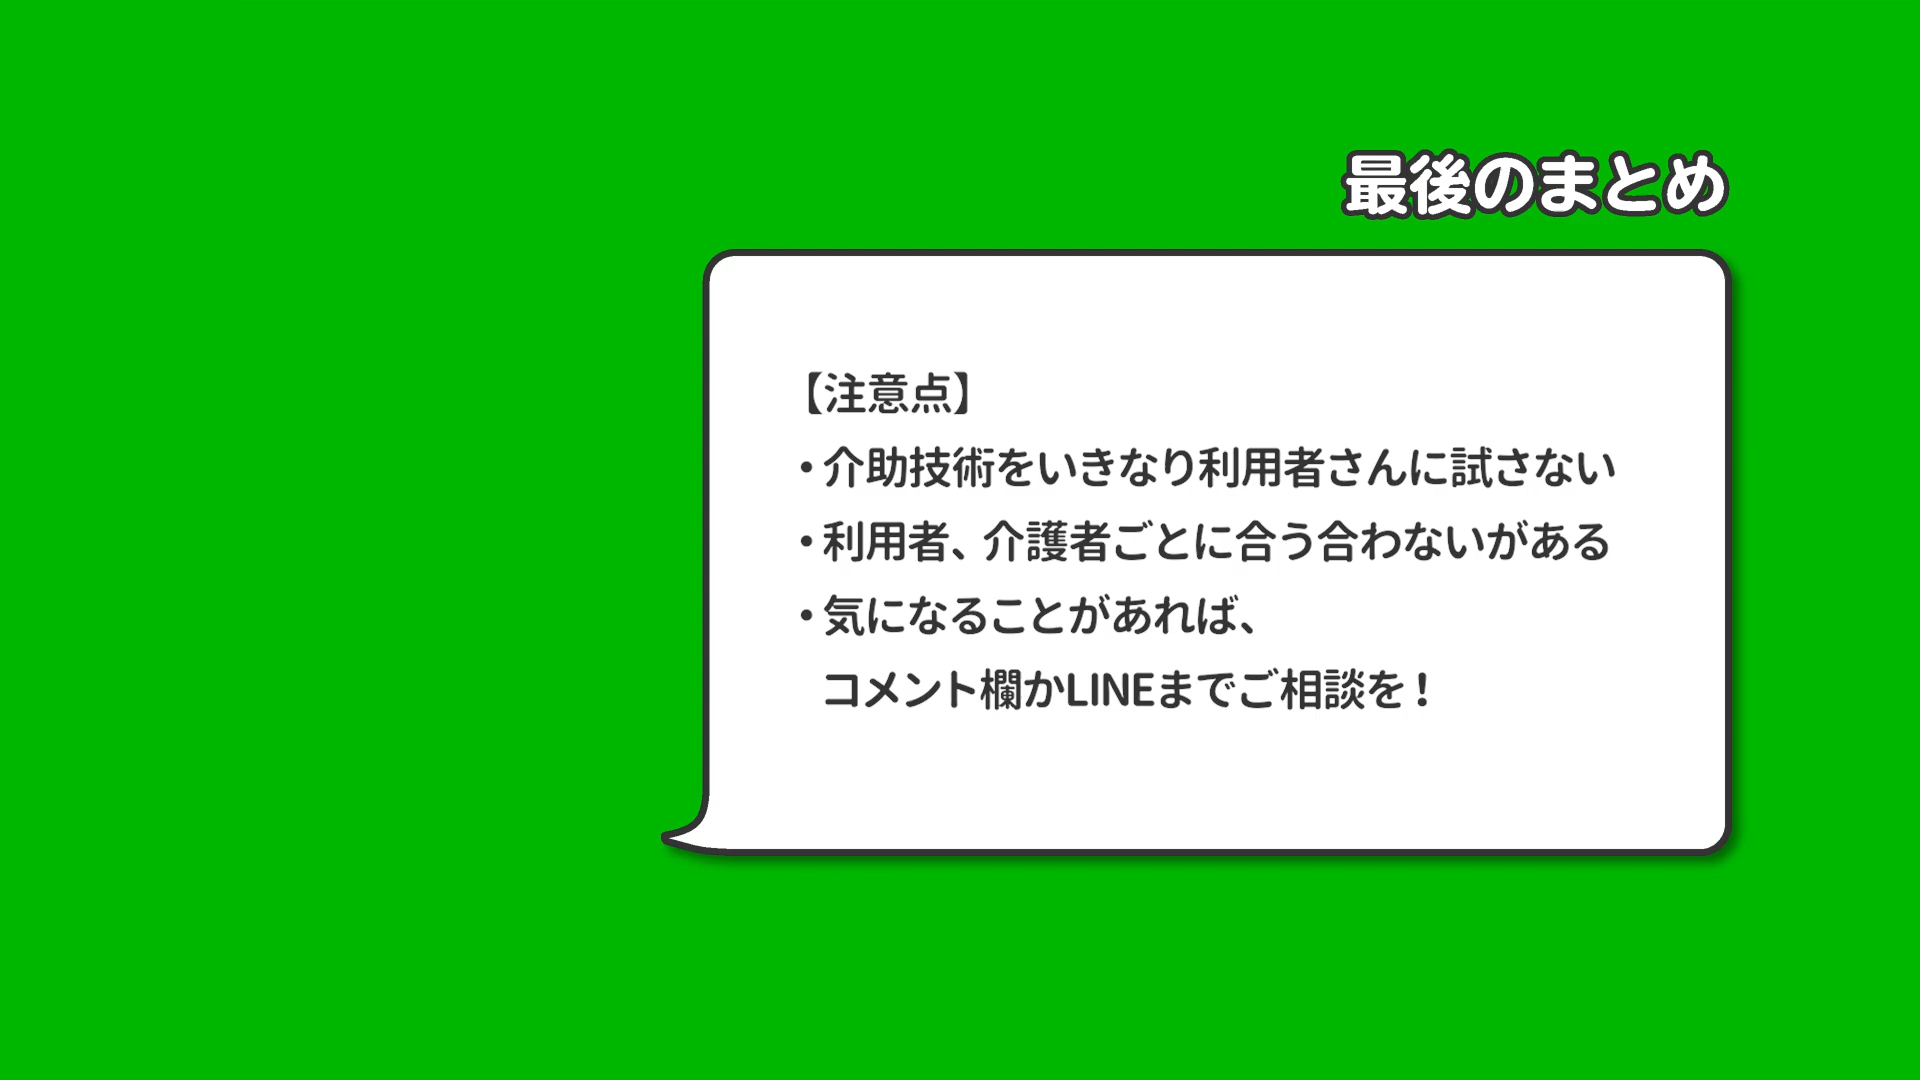 最後のまとめ
【注意点】
・介助技術をいきなり利用者さんに試さない
・利用者、介護者ごとに合う合わないがある
・気になることがあれば、
コメント欄かLINEまでご相談を！